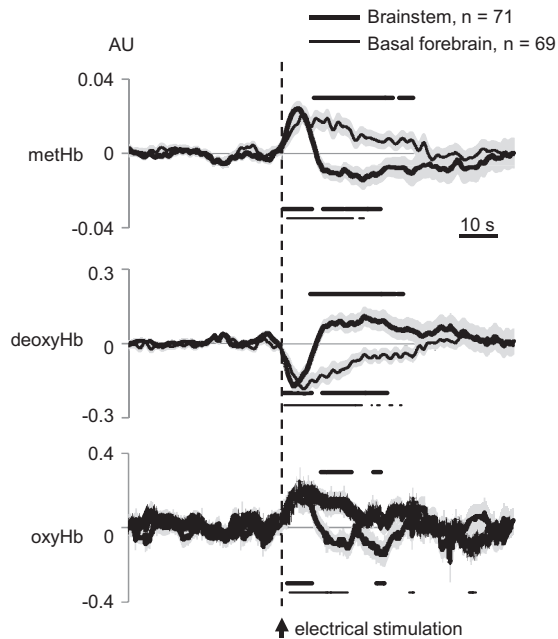 Brainstem, n = 71
AU
Basal forebrain, n = 69
0.04
metHb
0
-0.04
10 s
0.3
deoxyHb
0
-0.3
0.4
oxyHb
0
-0.4
electrical stimulation